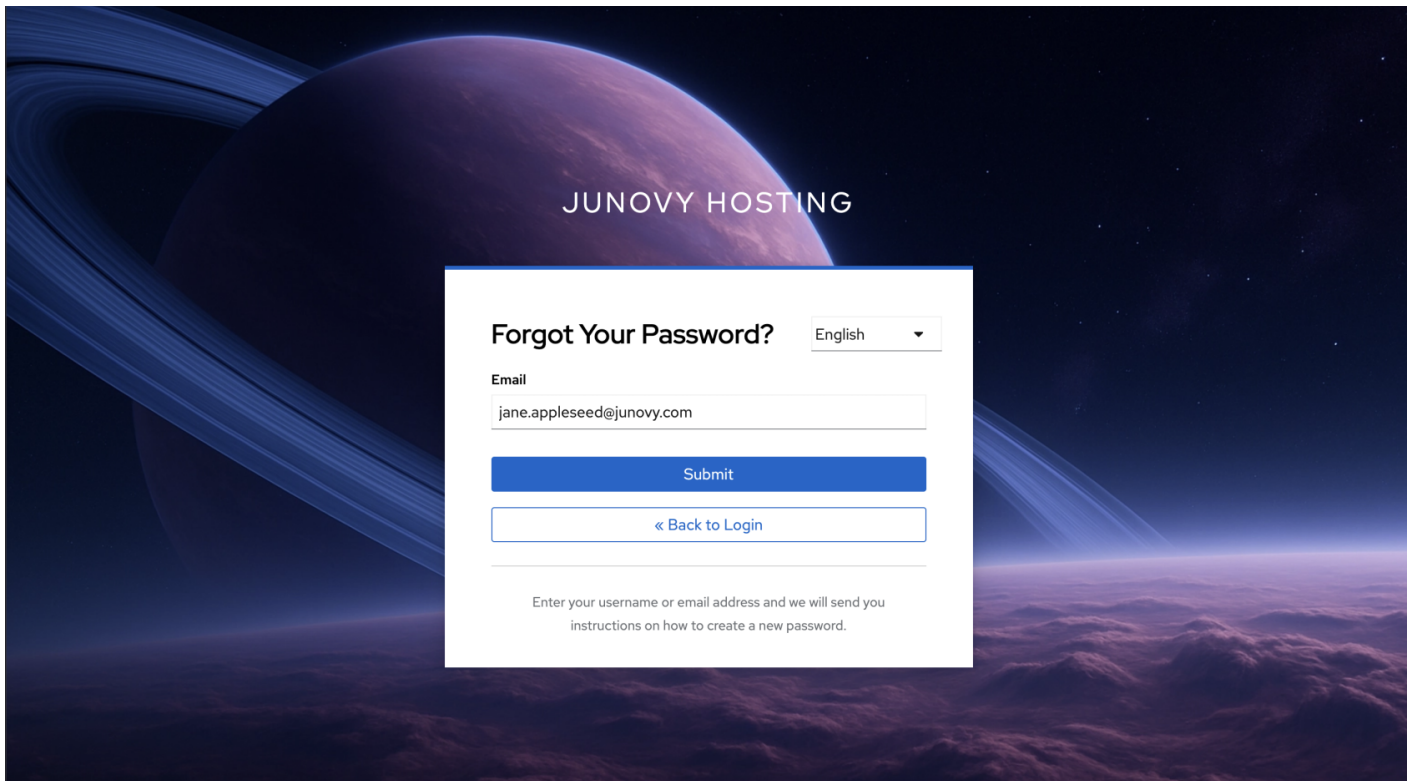 JUNOVY HOSTING
Forgot Your Password?
English
Email
jane.appleseed@junovy.com
Submit
« Back to Login
Enter your username or email address and we will send you
instructions on how to create a new password.